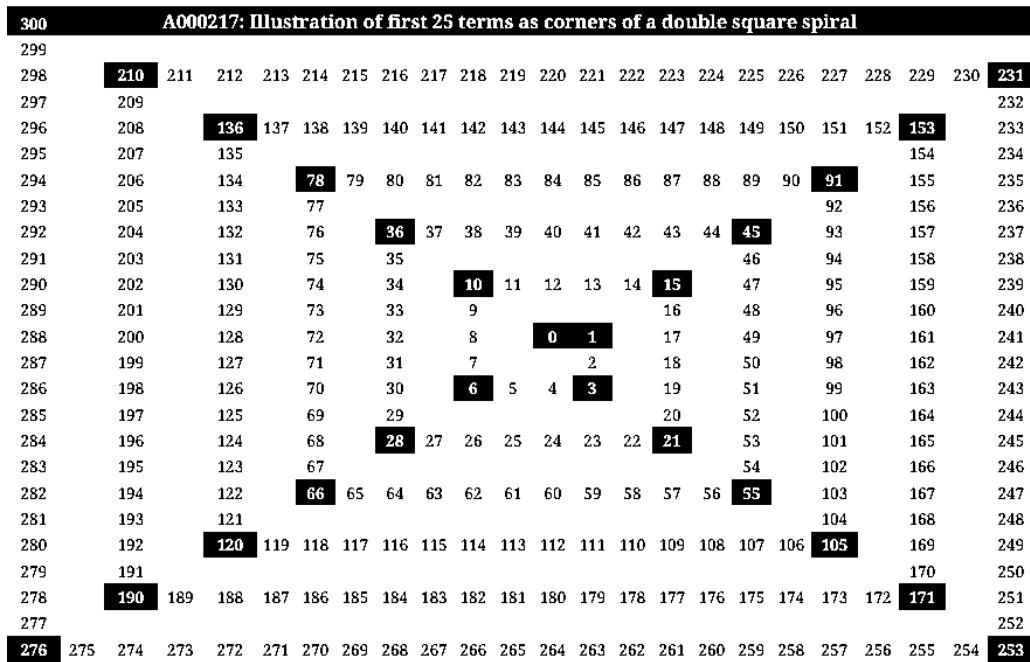 300 A000217: Illustration of first 25 terms as corners of a double square spiral
299
298 210 211 212 213 214 215 216 217 218 219 220 221 222 223 224 225 226 227 228 229 230 231
297 209 232
296 208 136 137 138 139 140 141 142 143 144 145 146 147 148 149 150 151 152 153 233
295 207 135 154 234
294 206 134 78 79 80 81 82 83 84 85 86 87 88 89 90 91 155 235
293 205 133 77 92 156 236
292 204 132 76 36 37 38 39 40 41 42 43 44 45 93 157 237
291 203 131 75 35 46 94 158 238
290 202 130 74 34 10 11 12 13 14 15 47 95 159 239
289 201 129 73 33 9 16 48 96 160 240
288 200 128 72 32 8 0 1 17 49 97 161 241
287 199 127 71 31 7 2 18 50 98 162 242
286 198 126 70 30 6 5 4 3 19 51 99 163 243
285 197 125 69 29 20 52 100 164 244
284 196 124 68 28 27 26 25 24 23 22 21 53 101 165 245
283 195 123 67 54 102 166 246
282 194 122 66 65 64 63 62 61 60 59 58 57 56 55 103 167 247
281 193 121 104 168 248
280 192 120 119 118 117 116 115 114 113 112 111 110 109 108 107 106 105 169 249
279 191 170 250
278 190 189 188 187 186 185 184 183 182 181 180 179 178 177 176 175 174 173 172 171 251
277 252
276 275 274 273 272 271 270 269 268 267 266 265 264 263 262 261 260 259 258 257 256 255 254 253